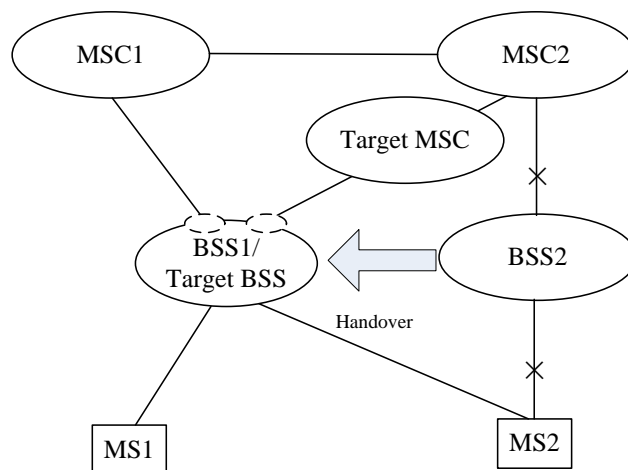 MSC1
MSC2
Target MSC
BSS1/
Target BSS
BSS2
Handover
MS1
MS2